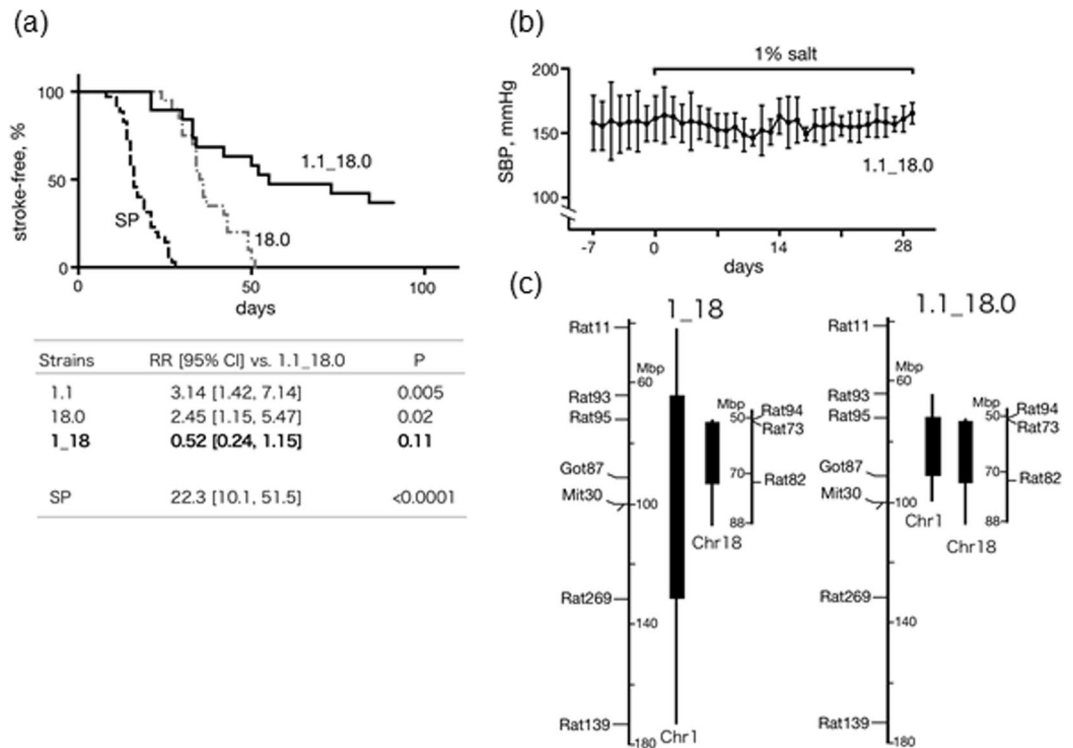 (a)
stroke-free, %
100
50
0
0
50
100
days
SP
18.0
1.1_18.0
Strains RR [95% CI] vs. 1.1_18.0 P
1.1 3.14 [1.42, 7.14] 0.005
18.0 2.45 [1.15, 5.47] 0.02
1_18 0.52 [0.24, 1.15] 0.11
SP 22.3 [10.1, 51.5] <0.0001
(b)
1% salt
SBP, mmHg
200
150
100
1.1_18.0
-7 0 14 28
days
(c)
1_18
Rat11
Mbp
60
Rat93
Rat95
Got87
Mit30
100
Rat269
140
Rat139
180
Chr1
Mbp
50
70
88
Rat94
Rat73
Rat82
Chr18
1.1_18.0
Rat11
Mbp
60
Rat93
Rat95
Got87
Mit30
100
Rat269
140
Rat139
180
Chr1
Mbp
50
70
88
Rat94
Rat73
Rat82
Chr18